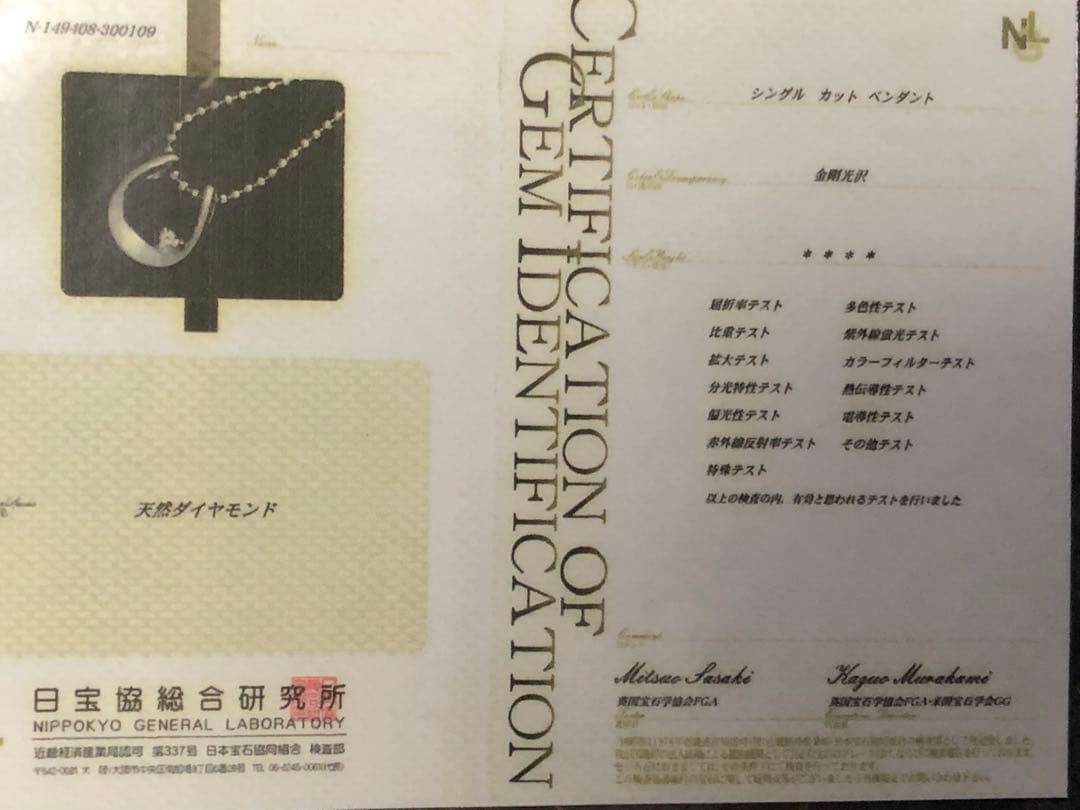 N-149408-300109
天然ダイヤモンド
日宝協総合研究所
NIPPOKYO GENERAL LABORATORY
近畿経済産業局認可 第337号 日本宝石協同組合 検査部
CERTIFICATION OF
GEM IDENTIFICATION
NGL
シングル カット ペンダント
金剛光沢
＊ ＊ ＊ ＊
屈折率テスト 多色性テスト
比重テスト 紫外線蛍光テスト
拡大テスト カラーフィルターテスト
分光特性テスト 熱伝導性テスト
偏光性テスト 電導性テスト
赤外線反射率テスト その他テスト
特殊テスト
以上の検査の内、有効と思われるテストを行いました
Mitsuo Sasaki Kazuo Murakami
英国宝石学協会FGA 英国宝石学協会FGA・米国宝石学会GG